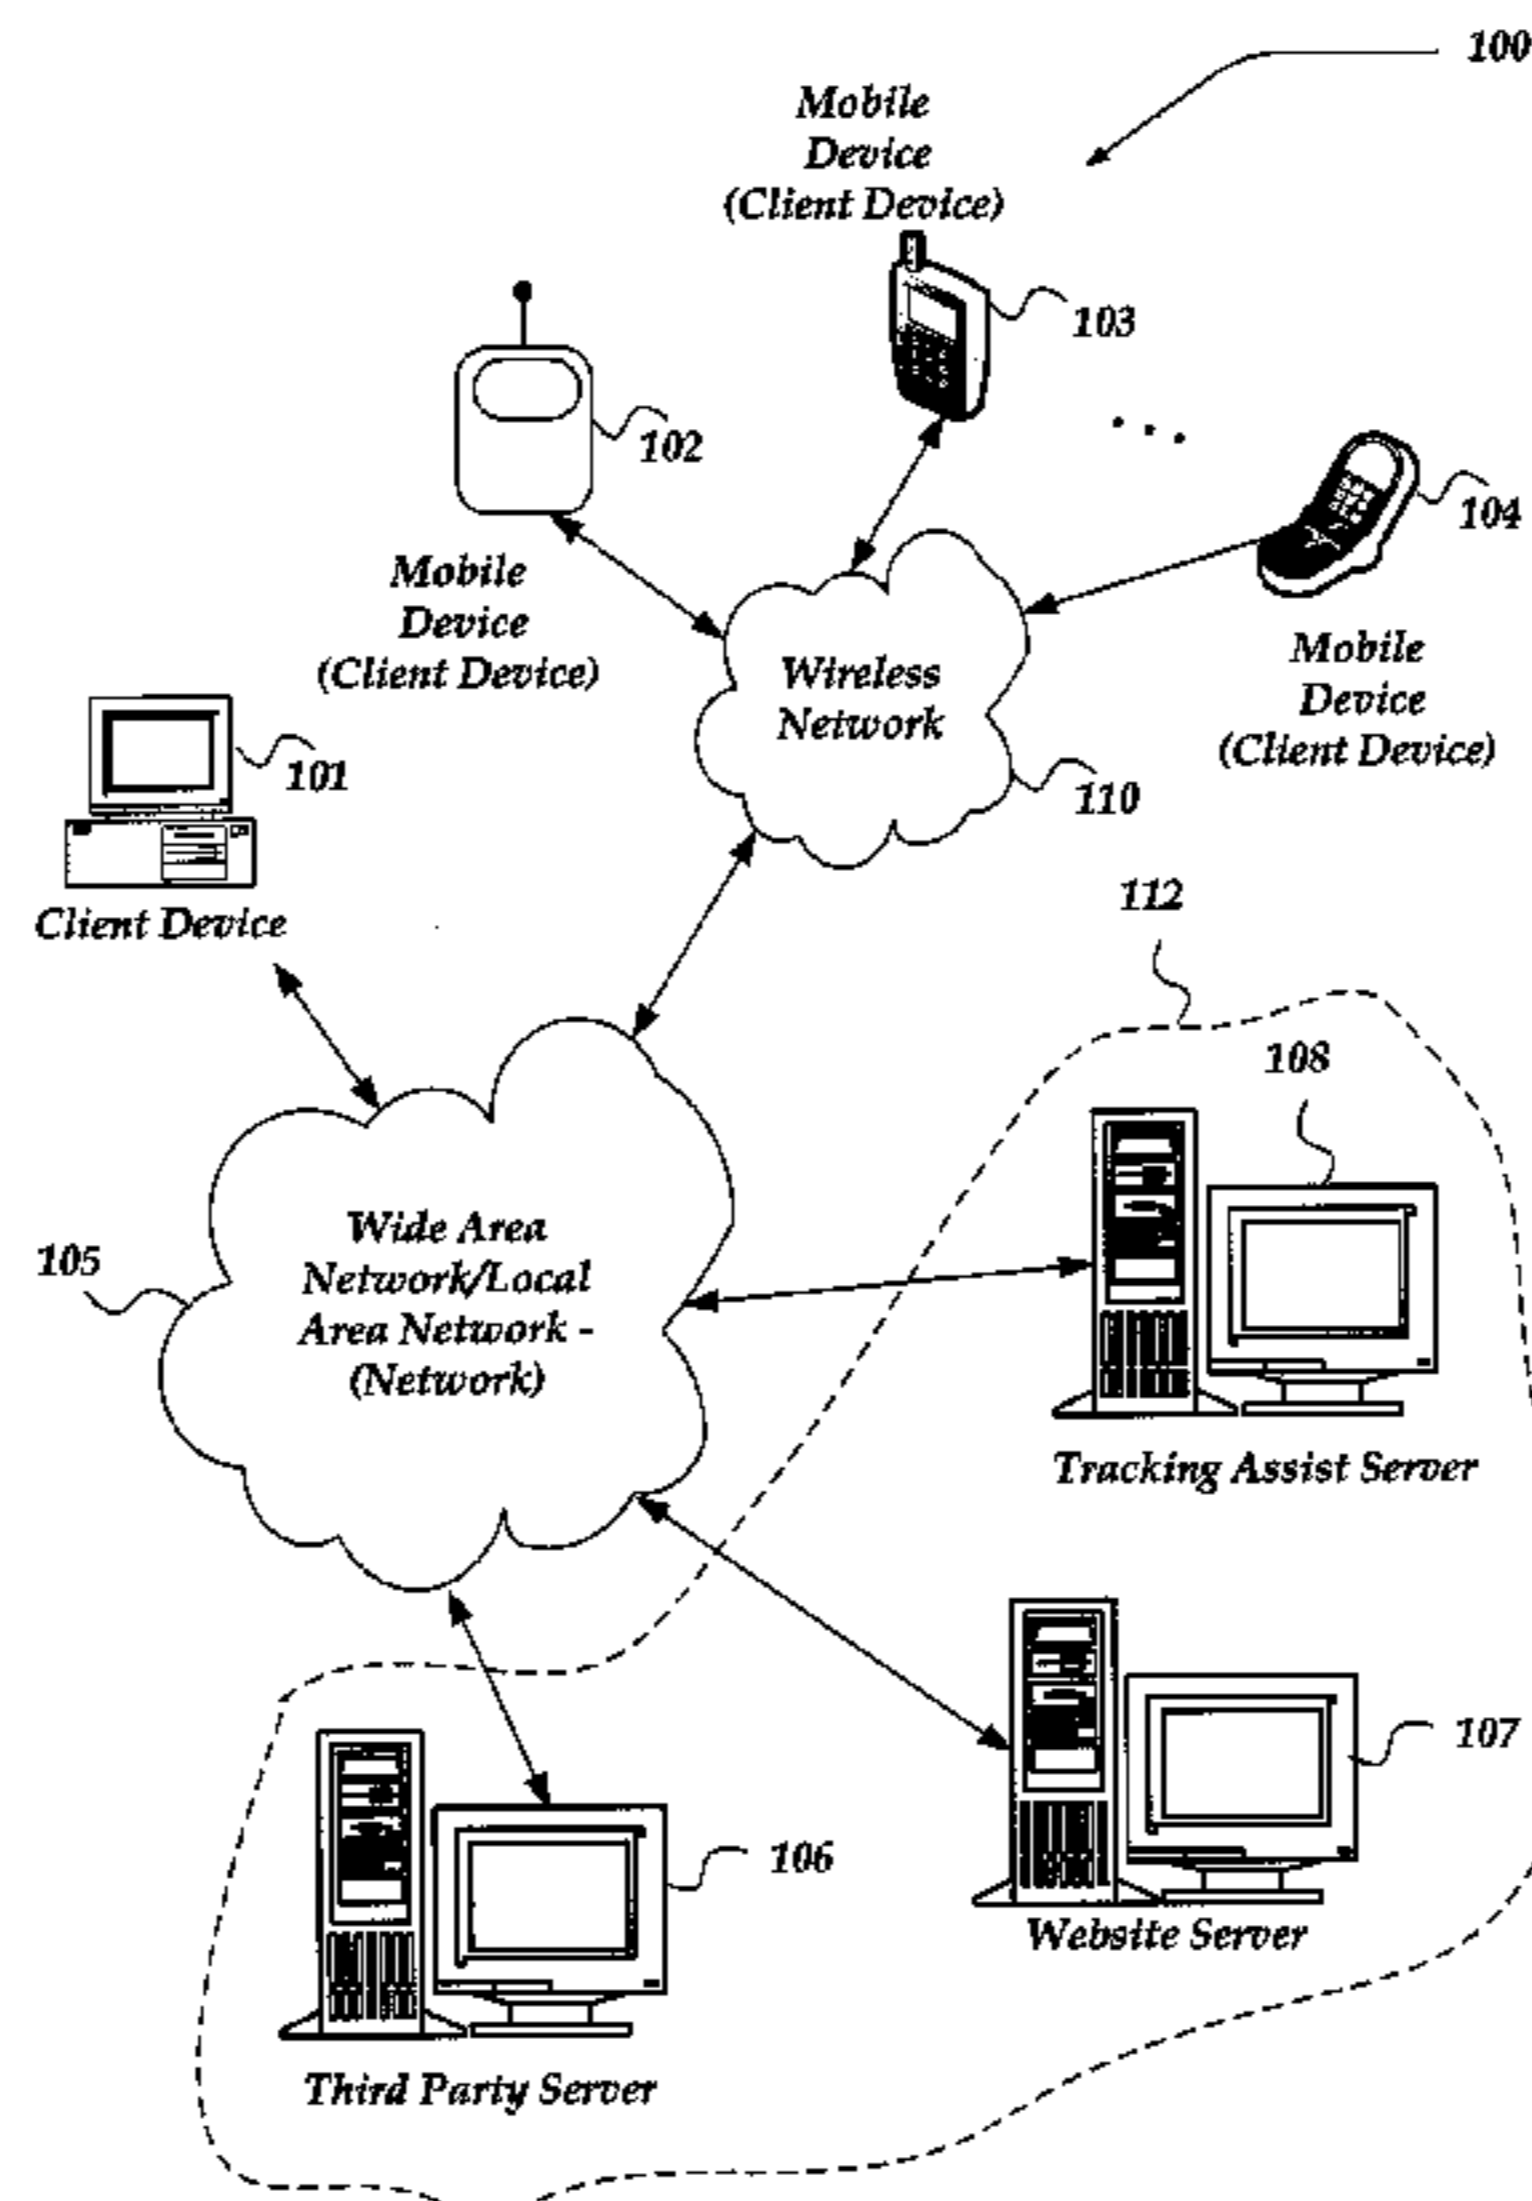 100
Mobile
Device
(Client Device)
103
102
104
Mobile
Device
(Client Device)
Wireless
Network
Mobile
Device
(Client Device)
101
110
Client Device
112
108
105
Wide Area
Network/Local
Area Network -
(Network)
Tracking Assist Server
107
106
Website Server
Third Party Server